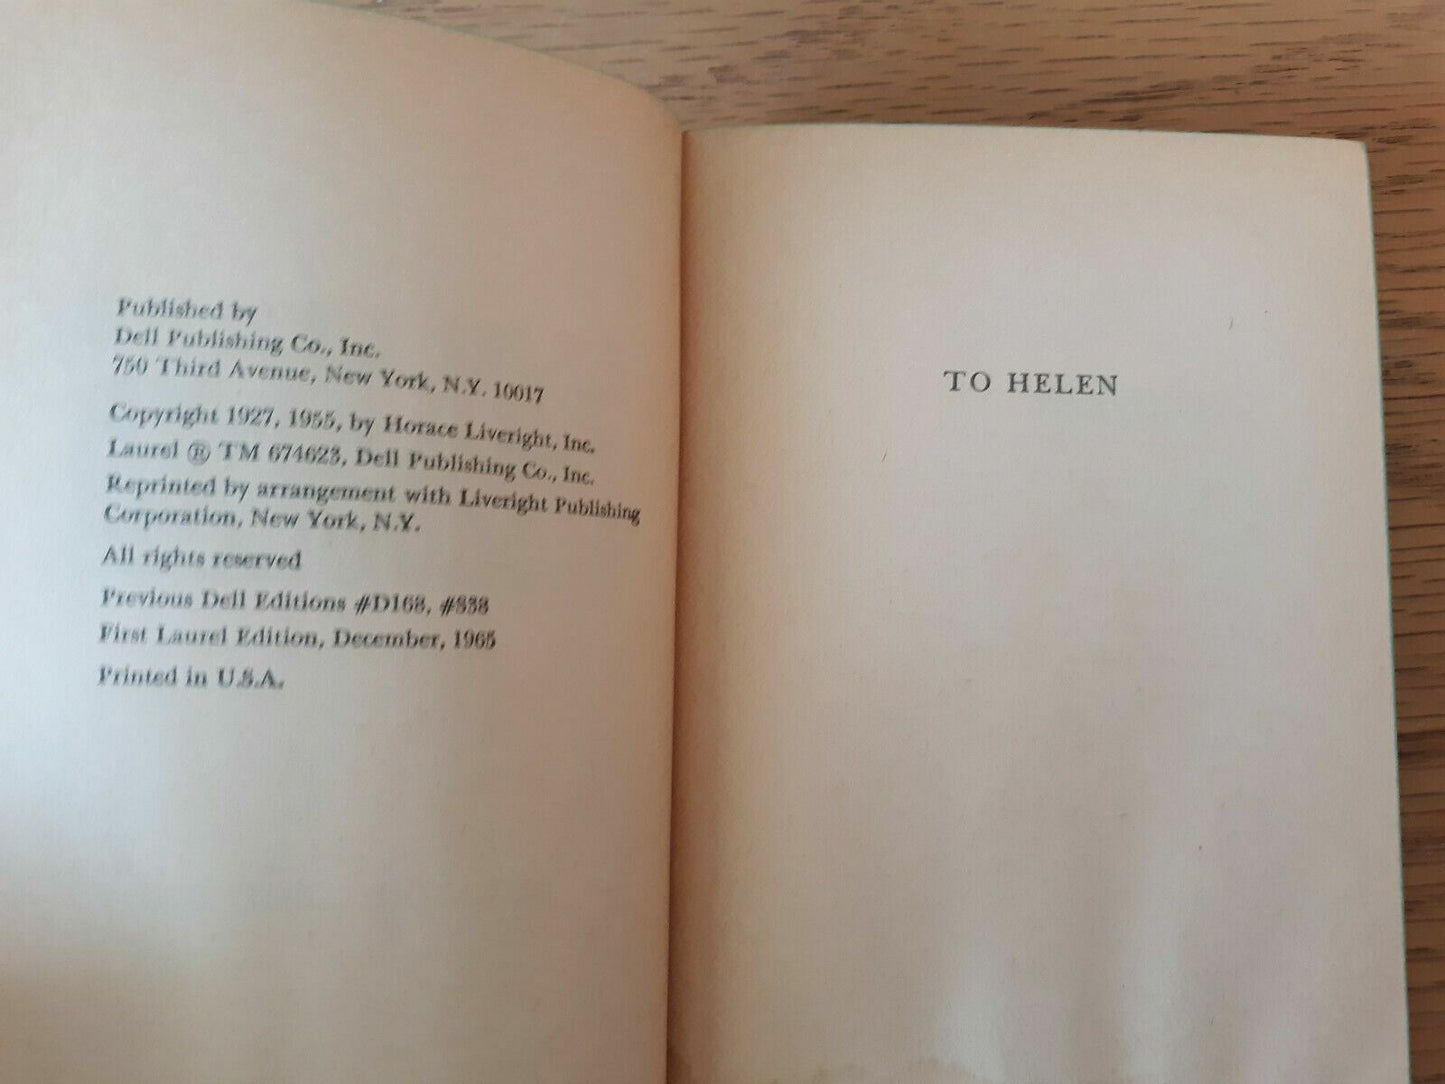 Published by
Dell Publishing Co., Inc.
750 Third Avenue, New York, N.Y. 10017
Copyright 1927, 1955, by Horace Liveright, Inc.
Laurel ® TM 674623, Dell Publishing Co., Inc.
Reprinted by arrangement with Liveright Publishing
Corporation, New York, N.Y.
All rights reserved
Previous Dell Editions #D168, #S38
First Laurel Edition, December, 1965
Printed in U.S.A.
TO HELEN